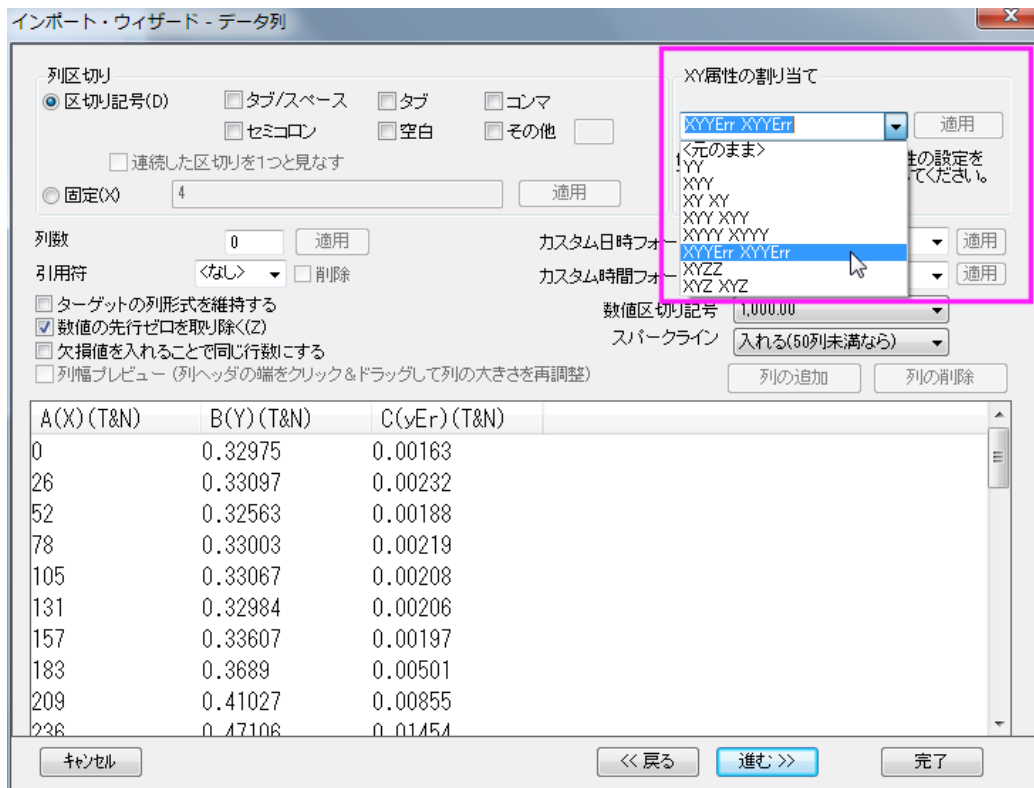 インポート・ウィザード - データ列
列区切り
区切り記号(D)
タブ/スペース
タブ
コンマ
セミコロン
空白
その他
連続した区切りを1つと見なす
固定(X)
4
適用
XY属性の割り当て
XYYErr XYYErr
適用
<元のまま>
YY
XYY
XY XY
XYY XYY
XYYY XYYY
XYYErr XYYErr
XYZZ
XYZ XYZ
性の設定を
てください。
列数
0
適用
引用符
<なし>
削除
カスタム日時フォー
適用
カスタム時間フォー
適用
ターゲットの列形式を維持する
数値の先行ゼロを取り除く(Z)
欠損値を入れることで同じ行数にする
列幅プレビュー (列ヘッダの端をクリック&ドラッグして列の大きさを再調整)
数値区切り記号
1,000.00
スパークライン
入れる(50列未満なら)
列の追加
列の削除
A(X)(T&N) B(Y)(T&N) C(yEr)(T&N)
0 0.32975 0.00163
26 0.33097 0.00232
52 0.32563 0.00188
78 0.33003 0.00219
105 0.33067 0.00208
131 0.32984 0.00206
157 0.33607 0.00197
183 0.3689 0.00501
209 0.41027 0.00855
236 0.47106 0.01454
キャンセル
<< 戻る
進む >>
完了